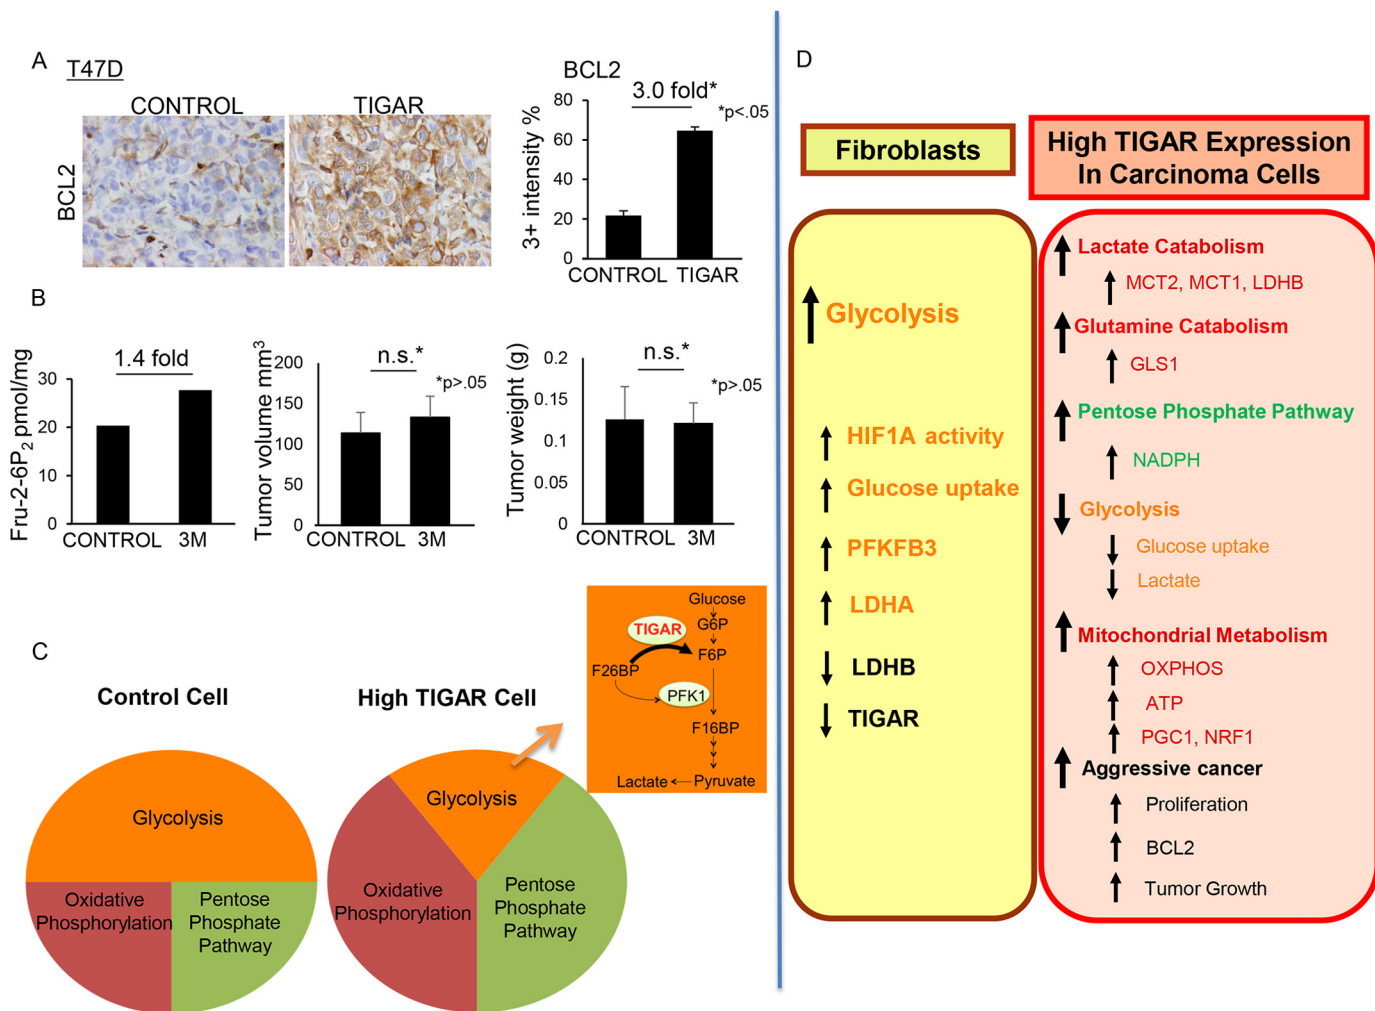 A
T47D
CONTROL
TIGAR
BCL2
BCL2
3.0 fold*
*p<.05
3+ intensity %
80
60
40
20
0
CONTROL TIGAR
B
1.4 fold
Fru-2-6P2 pmol/mg
30
20
10
0
CONTROL 3M
n.s.*
*p>.05
Tumor volume mm3
200
150
100
50
0
CONTROL 3M
n.s.*
*p>.05
Tumor weight (g)
0.2
0.15
0.1
0.05
0
CONTROL 3M
C
Control Cell
Glycolysis
Oxidative
Phosphorylation
Pentose
Phosphate
Pathway
High TIGAR Cell
Glycolysis
Oxidative
Phosphorylation
Pentose
Phosphate
Pathway
Glucose
G6P
TIGAR
F6P
F26BP
PFK1
F16BP
Lactate
Pyruvate
D
Fibroblasts
Glycolysis
HIF1A activity
Glucose uptake
PFKFB3
LDHA
LDHB
TIGAR
High TIGAR Expression
In Carcinoma Cells
Lactate Catabolism
MCT2, MCT1, LDHB
Glutamine Catabolism
GLS1
Pentose Phosphate Pathway
NADPH
Glycolysis
Glucose uptake
Lactate
Mitochondrial Metabolism
OXPHOS
ATP
PGC1, NRF1
Aggressive cancer
Proliferation
BCL2
Tumor Growth